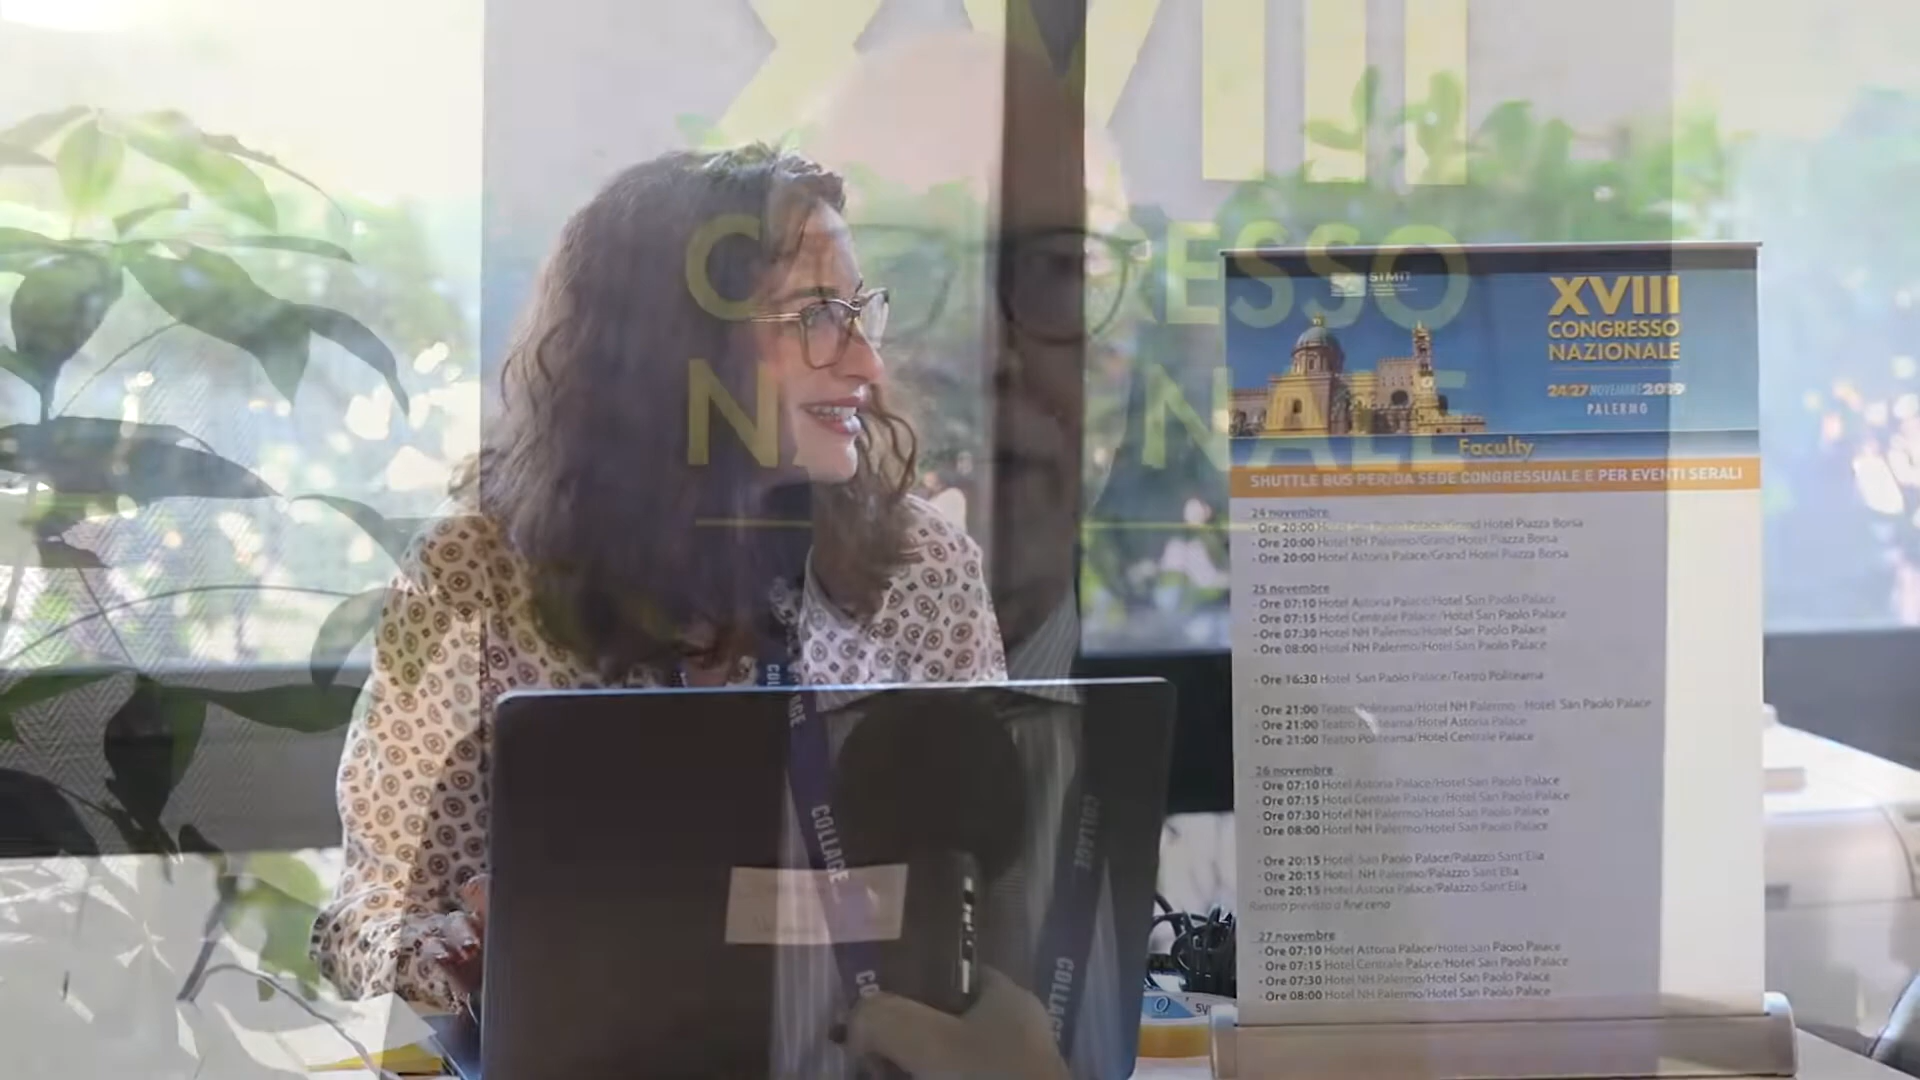 XVIII
RESSO
SIMIT
XVIII
CONGRESSO
NAZIONALE
24 27 NOVEMBRE 2019
PALERMO
Faculty
SHUTTLE BUS PER/DA SEDE CONGRESSUALE E PER EVENTI SERALI
24 novembre
- Ore 20:00 Hotel San Paolo Palace/Grand Hotel Piazza Borsa
- Ore 20:00 Hotel NH Palermo/Grand Hotel Piazza Borsa
- Ore 20:00 Hotel Astoria Palace/Grand Hotel Piazza Borsa
25 novembre
- Ore 07:10 Hotel Astoria Palace/Hotel San Paolo Palace
- Ore 07:15 Hotel Centrale Palace /Hotel San Paolo Palace
- Ore 07:30 Hotel NH Palermo/Hotel San Paolo Palace
- Ore 08:00 Hotel NH Palermo/Hotel San Paolo Palace
- Ore 16:30 Hotel San Paolo Palace/Teatro Politeama
- Ore 21:00 Teatro Politeama/Hotel NH Palermo - Hotel San Paolo Palace
- Ore 21:00 Teatro Politeama/Hotel Astoria Palace
- Ore 21:00 Teatro Politeama/Hotel Centrale Palace
26 novembre
- Ore 07:10 Hotel Astoria Palace/Hotel San Paolo Palace
- Ore 07:15 Hotel Centrale Palace /Hotel San Paolo Palace
- Ore 07:30 Hotel NH Palermo/Hotel San Paolo Palace
- Ore 08:00 Hotel NH Palermo/Hotel San Paolo Palace
- Ore 20:15 Hotel San Paolo Palace/Palazzo Sant'Elia
- Ore 20:15 Hotel NH Palermo/Palazzo Sant'Elia
- Ore 20:15 Hotel Astoria Palace/Palazzo Sant'Elia
Rientro previsto a fine cena
27 novembre
- Ore 07:10 Hotel Astoria Palace/Hotel San Paolo Palace
- Ore 07:15 Hotel Centrale Palace/Hotel San Paolo Palace
- Ore 07:30 Hotel NH Palermo/Hotel San Paolo Palace
- Ore 08:00 Hotel NH Palermo/Hotel San Paolo Palace
COLLAGE
COLLAGE